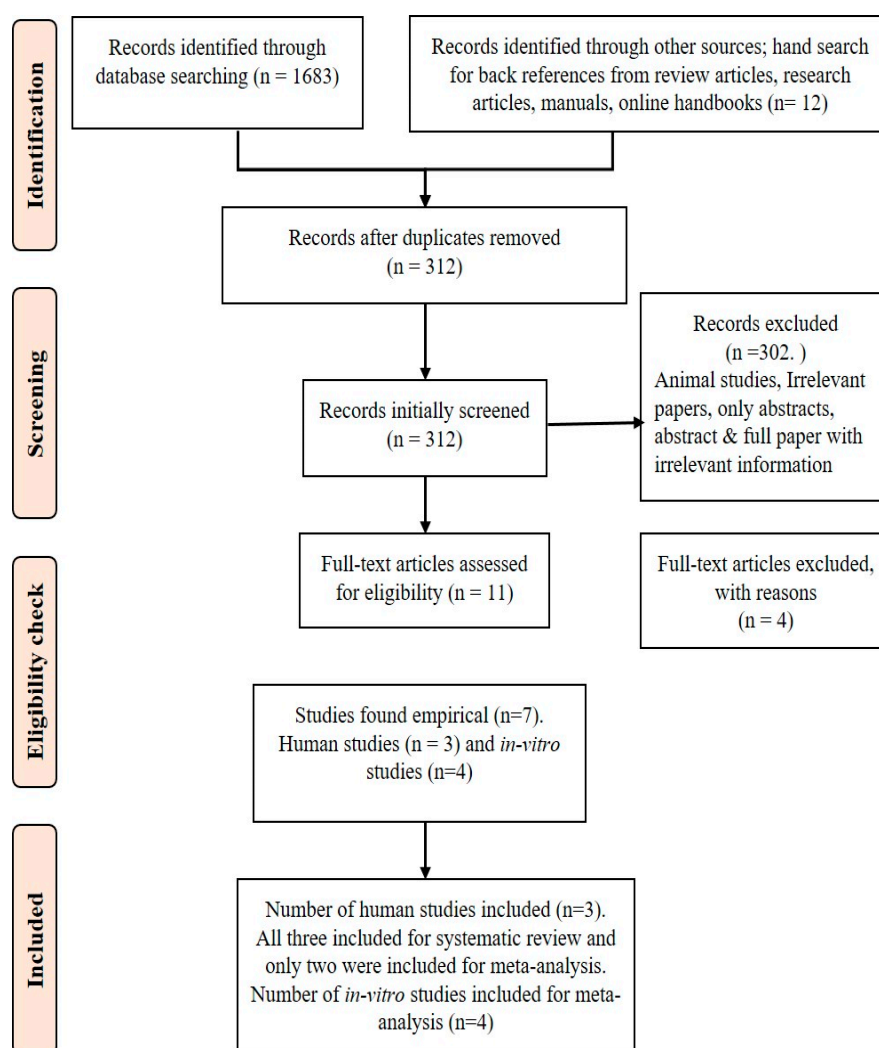 Identification
Records identified through
database searching (n = 1683)
Records identified through other sources; hand search
for back references from review articles, research
articles, manuals, online handbooks (n= 12)
Records after duplicates removed
(n = 312)
Screening
Records initially screened
(n = 312)
Records excluded
(n =302. )
Animal studies, Irrelevant
papers, only abstracts,
abstract & full paper with
irrelevant information
Eligibility check
Full-text articles assessed
for eligibility (n = 11)
Full-text articles excluded,
with reasons
(n = 4)
Studies found empirical (n=7).
Human studies (n = 3) and in-vitro
studies (n=4)
Included
Number of human studies included (n=3).
All three included for systematic review and
only two were included for meta-analysis.
Number of in-vitro studies included for meta-
analysis (n=4)